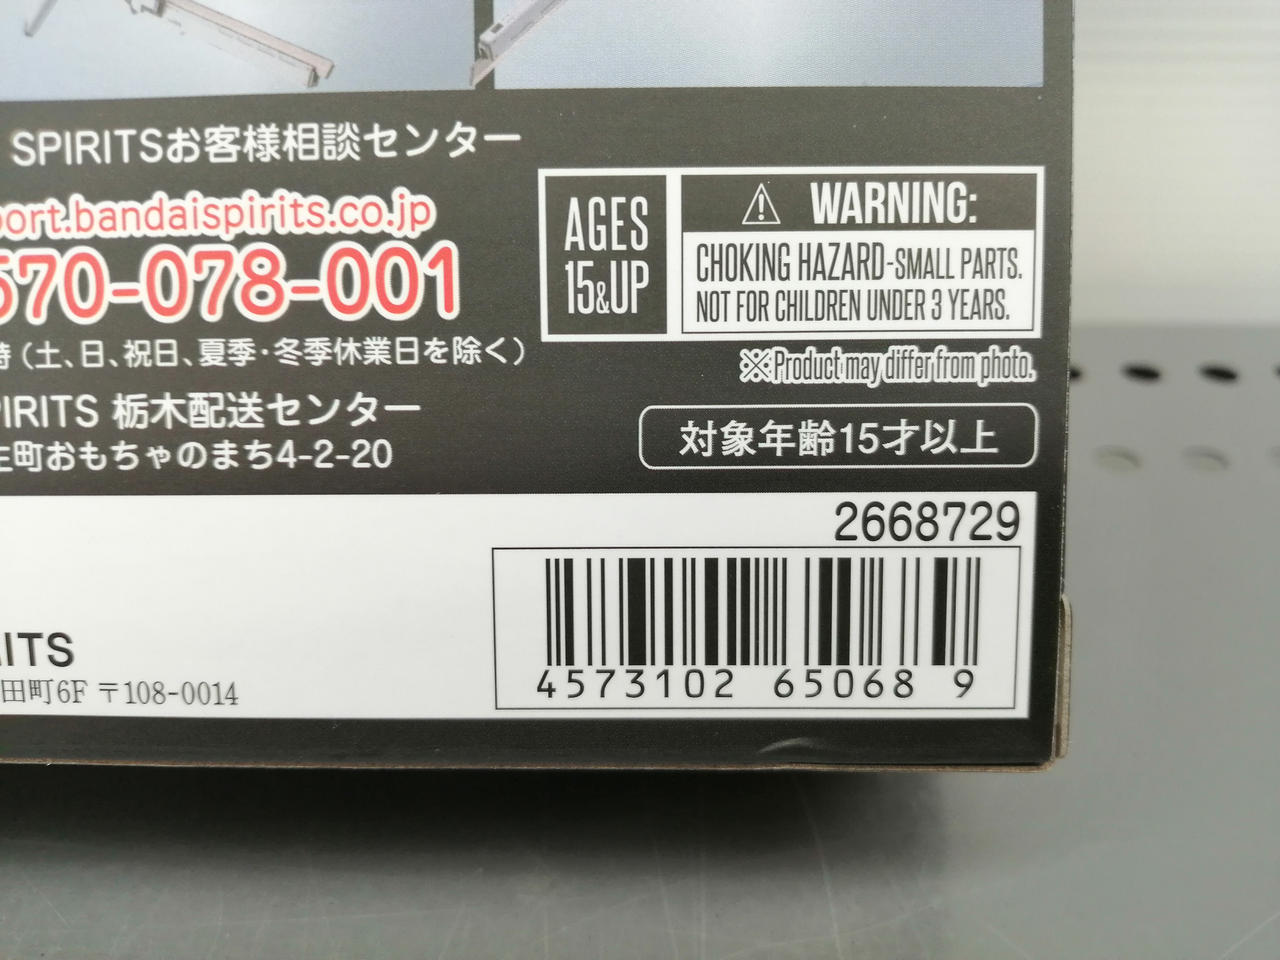 SPIRITSお客様相談センター
port.bandaispirits.co.jp
570-078-001
時（土、日、祝日、夏季・冬季休業日を除く）
PIRITS 栃木配送センター
生町おもちゃのまち4-2-20
AGES
15&UP
⚠ WARNING:
CHOKING HAZARD-SMALL PARTS.
NOT FOR CHILDREN UNDER 3 YEARS.
※Product may differ from photo.
対象年齢15才以上
2668729
ITS
田町6F 〒108-0014
4573102 65068 9